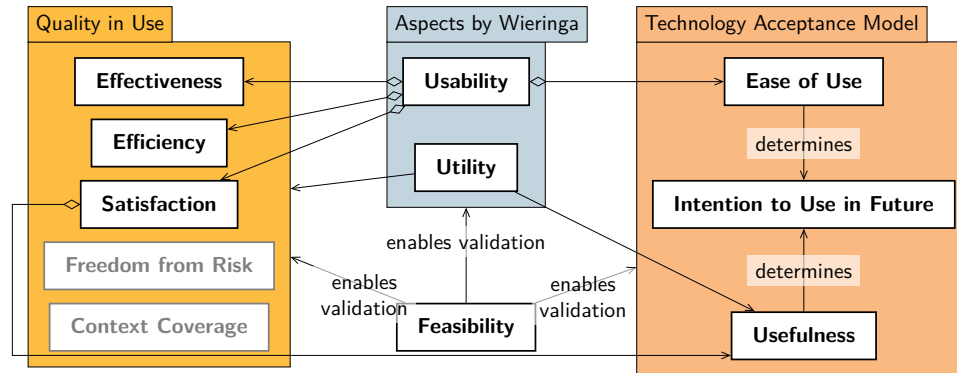 Quality in Use
Effectiveness
Efficiency
Satisfaction
Freedom from Risk
Context Coverage
Aspects by Wieringa
Usability
Utility
enables validation
enables
validation
Feasibility
enables
validation
Technology Acceptance Model
Ease of Use
determines
Intention to Use in Future
determines
Usefulness